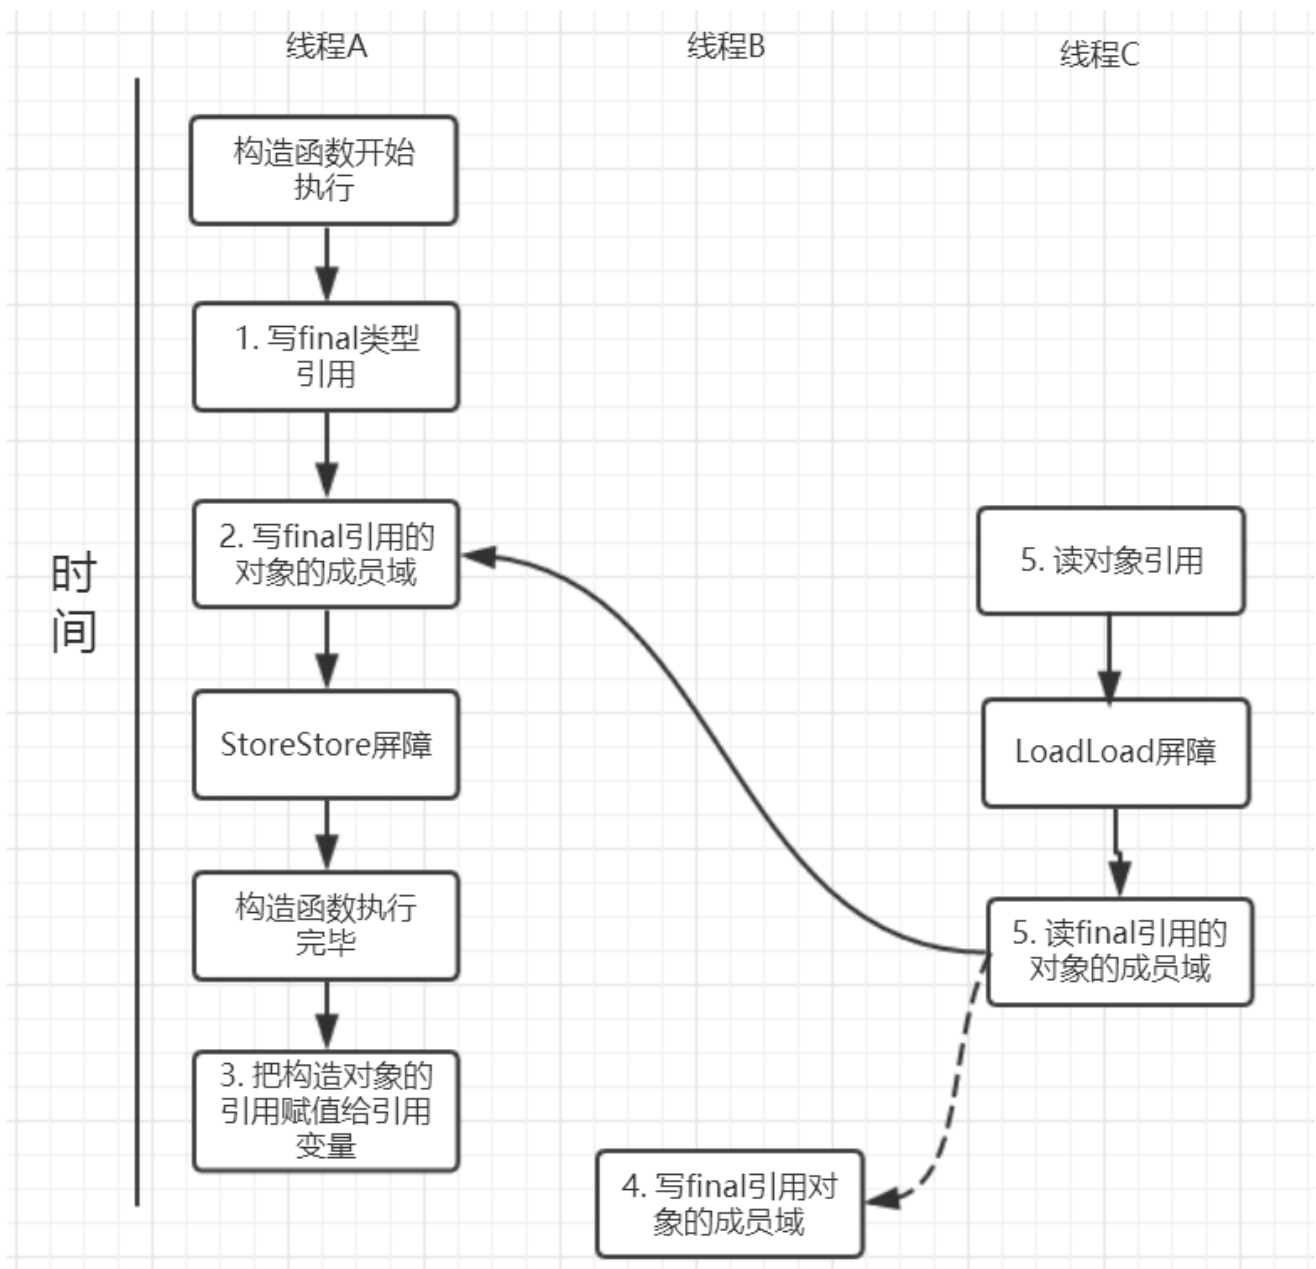 线程A
线程B
线程C
时
间
构造函数开始
执行
1. 写final类型
引用
2. 写final引用的
对象的成员域
StoreStore屏障
构造函数执行
完毕
3. 把构造对象的
引用赋值给引用
变量
4. 写final引用对
象的成员域
5. 读对象引用
LoadLoad屏障
5. 读final引用的
对象的成员域